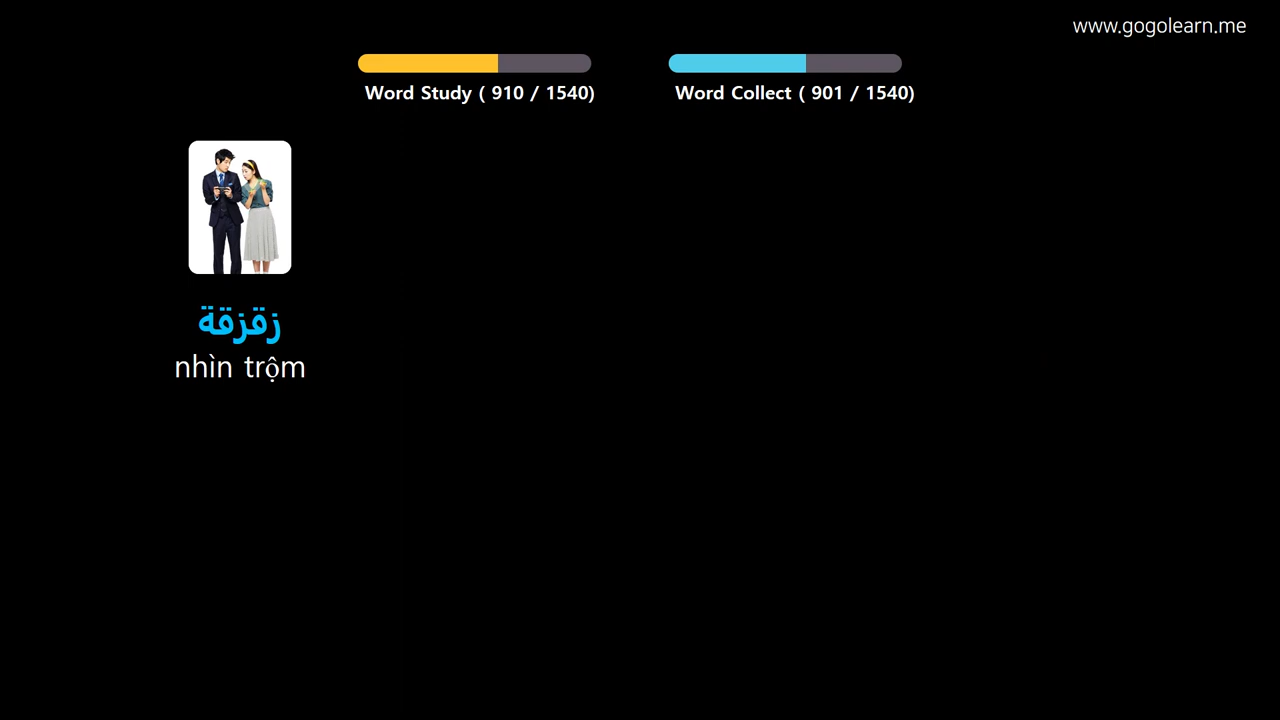 www.gogolearn.me
Word Study ( 910 / 1540)
Word Collect ( 901 / 1540)
زقزقة
nhìn trộm